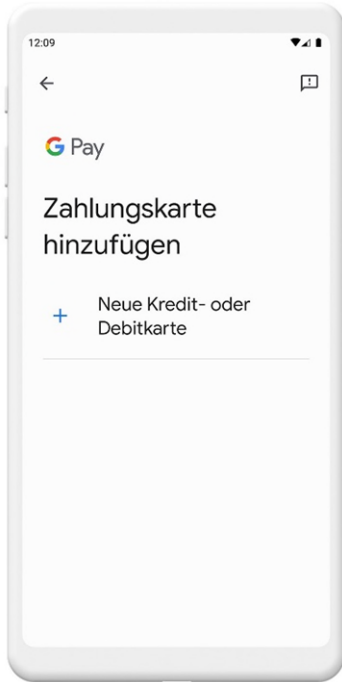 12:09
G Pay
Zahlungskarte
hinzufügen
+ Neue Kredit- oder
Debitkarte